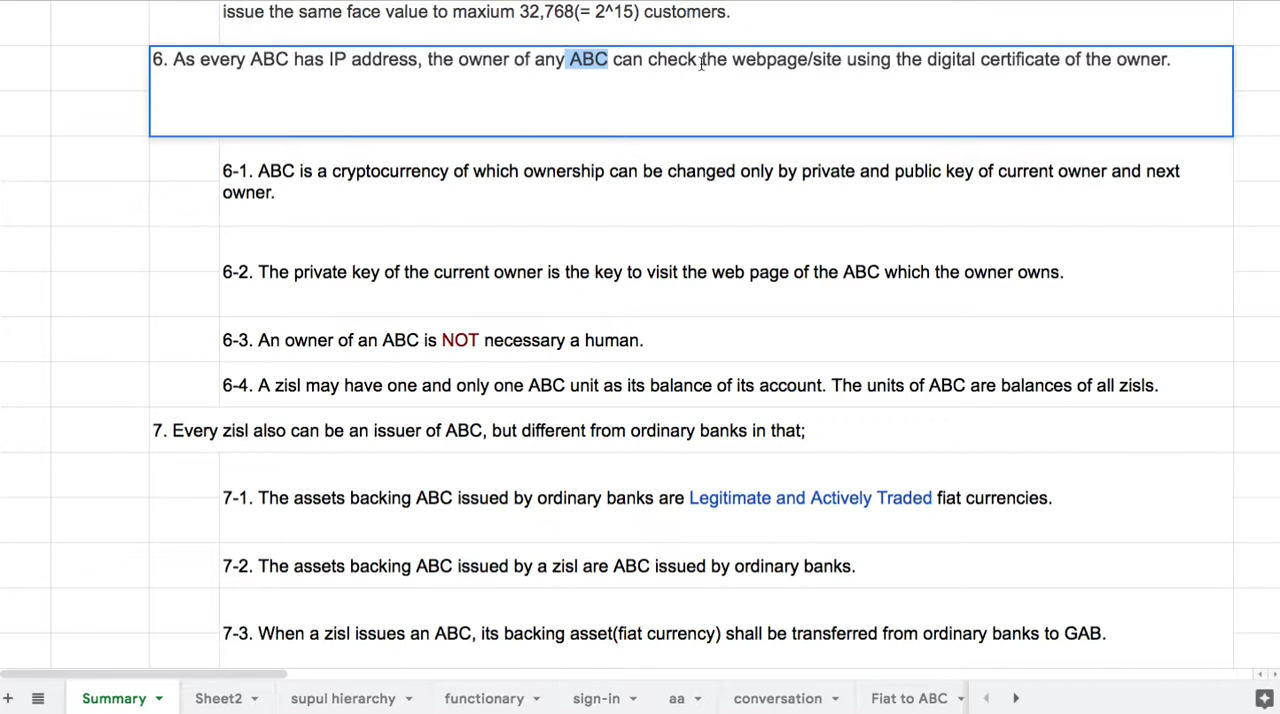 issue the same face value to maxium 32,768(= 2^15) customers.
6. As every ABC has IP address, the owner of any ABC can check the webpage/site using the digital certificate of the owner.
6-1. ABC is a cryptocurrency of which ownership can be changed only by private and public key of current owner and next
owner.
6-2. The private key of the current owner is the key to visit the web page of the ABC which the owner owns.
6-3. An owner of an ABC is NOT necessary a human.
6-4. A zisl may have one and only one ABC unit as its balance of its account. The units of ABC are balances of all zisls.
7. Every zisl also can be an issuer of ABC, but different from ordinary banks in that;
7-1. The assets backing ABC issued by ordinary banks are Legitimate and Actively Traded fiat currencies.
7-2. The assets backing ABC issued by a zisl are ABC issued by ordinary banks.
7-3. When a zisl issues an ABC, its backing asset(fiat currency) shall be transferred from ordinary banks to GAB.
+ Summary Sheet2 supul hierarchy functionary sign-in aa conversation Fiat to ABC